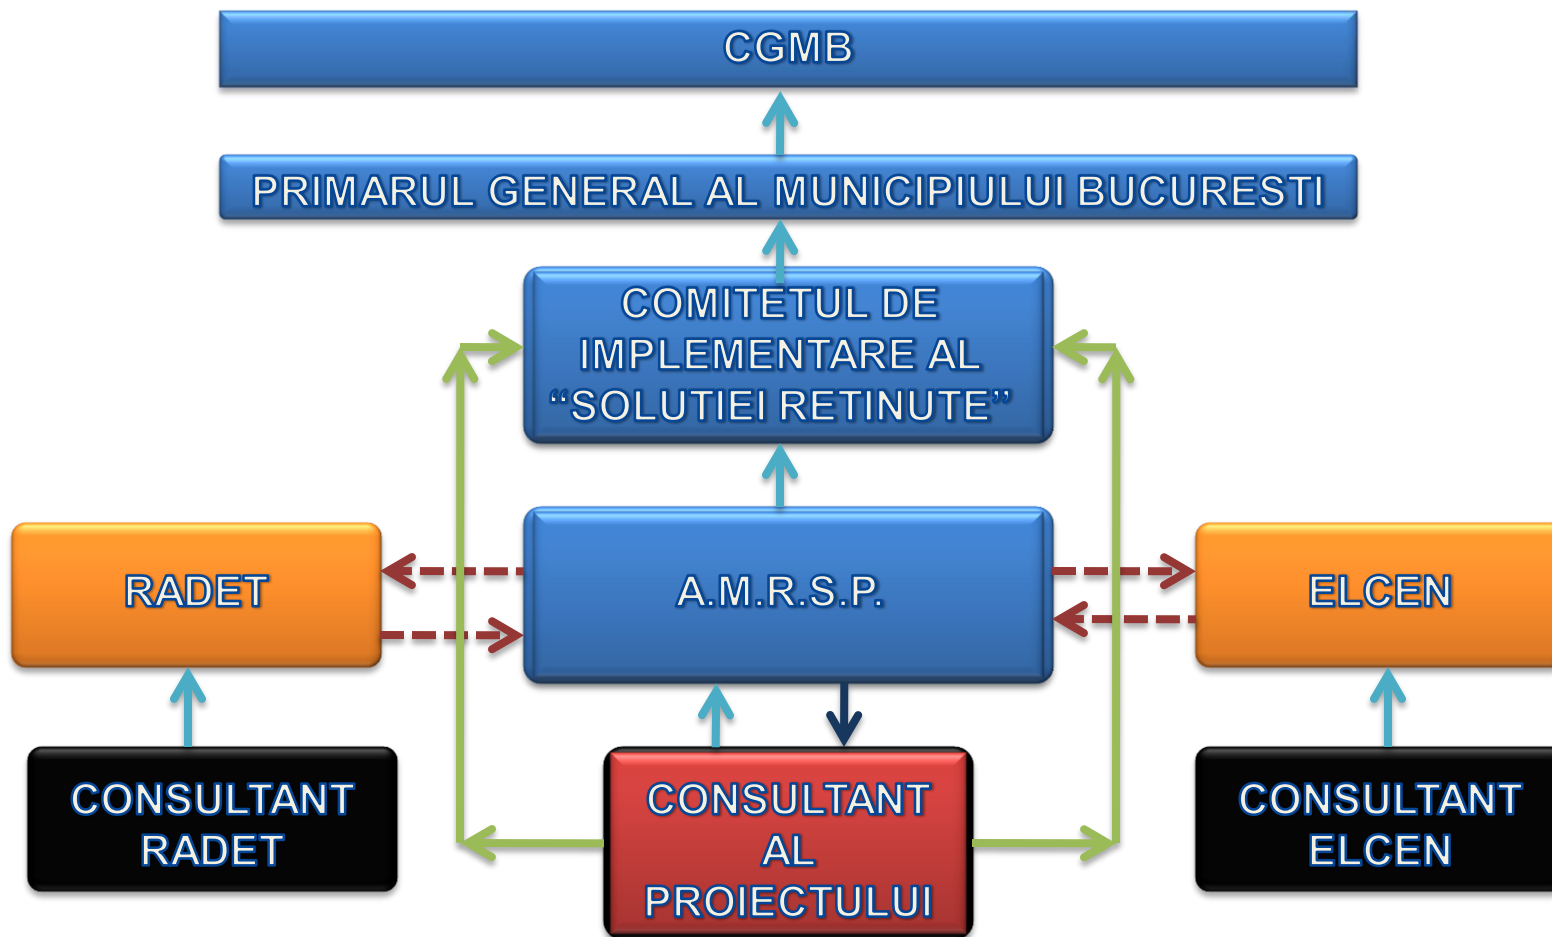 CGMB
PRIMARUL GENERAL AL MUNICIPIULUI BUCURESTI
COMITETUL DE
IMPLEMENTARE AL
“SOLUTIEI RETINUTE”
RADET
A.M.R.S.P.
ELCEN
CONSULTANT
RADET
CONSULTANT
AL
PROIECTULUI
CONSULTANT
ELCEN